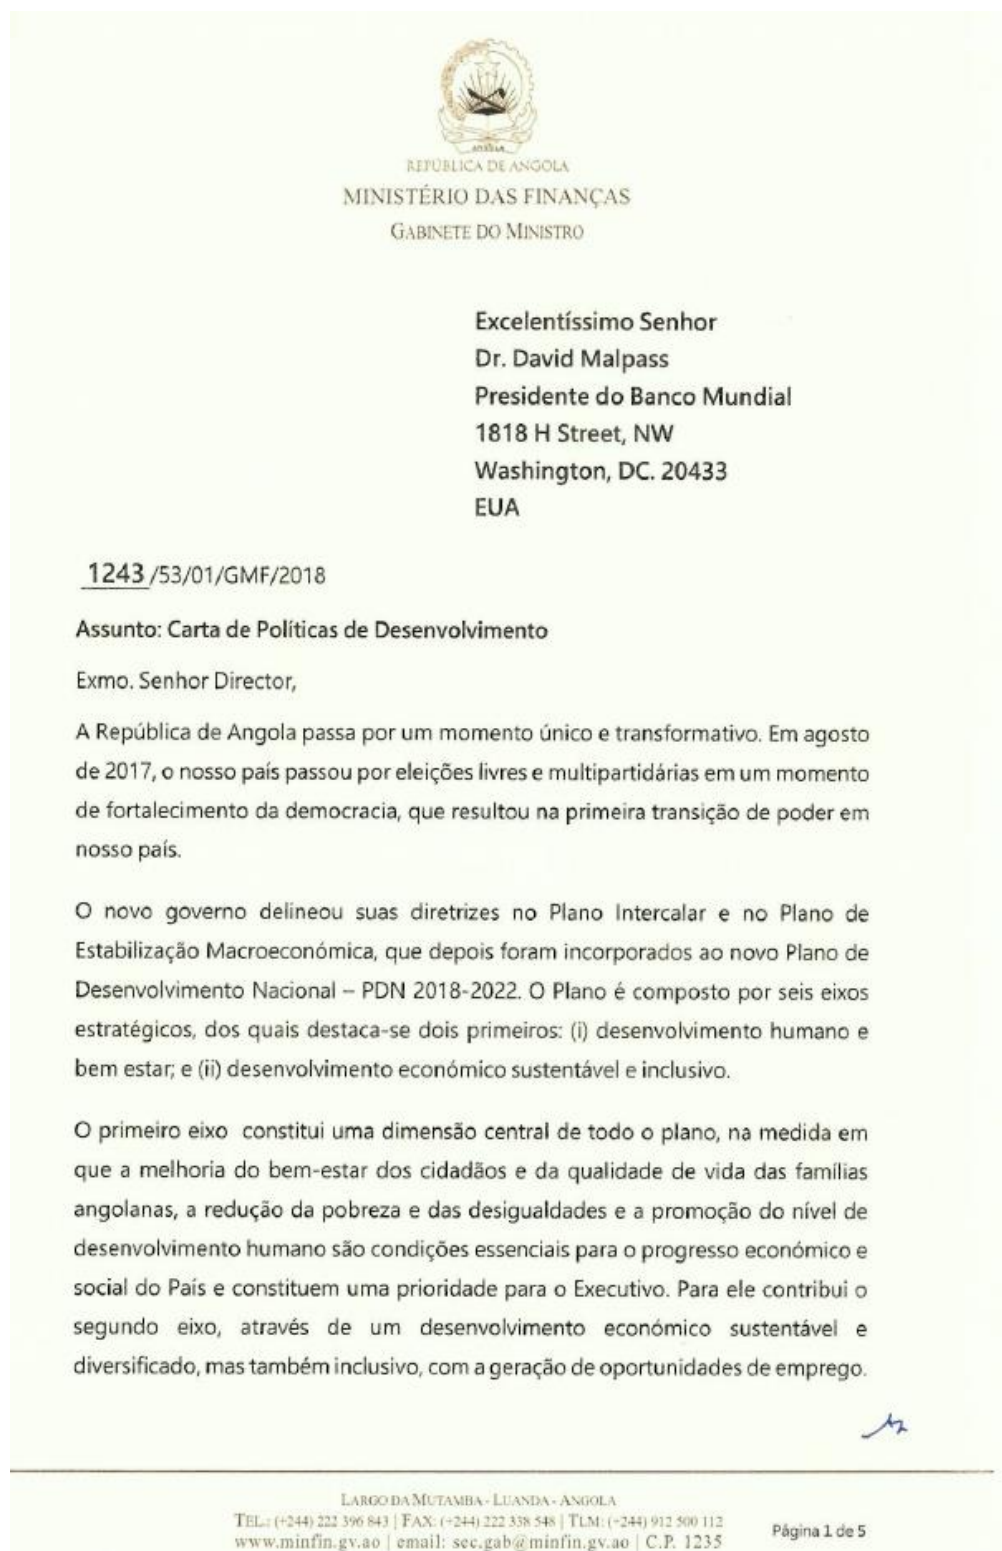 REPÚBLICA DE ANGOLA
MINISTÉRIO DAS FINANÇAS
GABINETE DO MINISTRO
Excelentíssimo Senhor
Dr. David Malpass
Presidente do Banco Mundial
1818 H Street, NW
Washington, DC. 20433
EUA
1243/53/01/GMF/2018
Assunto: Carta de Políticas de Desenvolvimento
Exmo. Senhor Director,
A República de Angola passa por um momento único e transformativo. Em agosto
de 2017, o nosso país passou por eleições livres e multipartidárias em um momento
de fortalecimento da democracia, que resultou na primeira transição de poder em
nosso país.
O novo governo delineou suas diretrizes no Plano Intercalar e no Plano de
Estabilização Macroeconómica, que depois foram incorporados ao novo Plano de
Desenvolvimento Nacional – PDN 2018-2022. O Plano é composto por seis eixos
estratégicos, dos quais destaca-se dois primeiros: (i) desenvolvimento humano e
bem estar; e (ii) desenvolvimento económico sustentável e inclusivo.
O primeiro eixo constitui uma dimensão central de todo o plano, na medida em
que a melhoria do bem-estar dos cidadãos e da qualidade de vida das famílias
angolanas, a redução da pobreza e das desigualdades e a promoção do nível de
desenvolvimento humano são condições essenciais para o progresso económico e
social do País e constituem uma prioridade para o Executivo. Para ele contribui o
segundo eixo, através de um desenvolvimento económico sustentável e
diversificado, mas também inclusivo, com a geração de oportunidades de emprego.
LARGO DA MUTAMBA - LUANDA - ANGOLA
TEL.: (+244) 222 396 843 | FAX: (+244) 222 338 548 | TLM: (+244) 912 500 112
www.minfin.gv.ao | email: sec.gab@minfin.gv.ao | C.P. 1235
Página 1 de 5